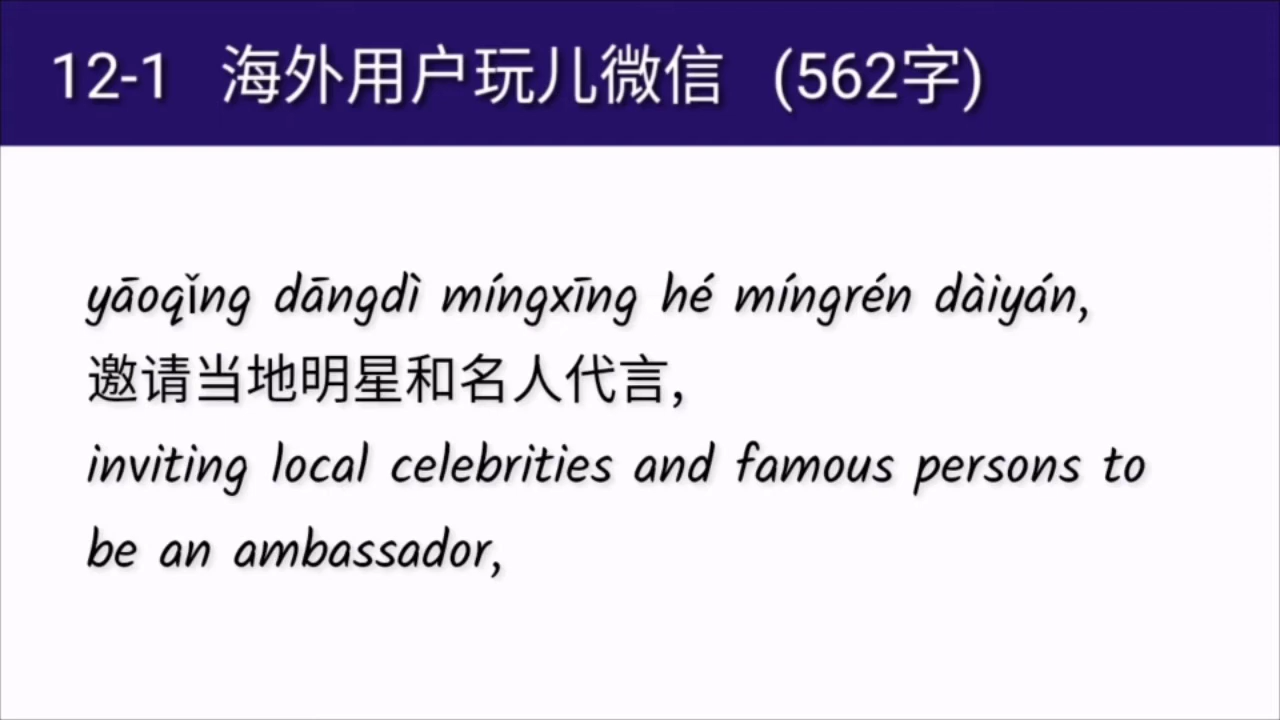 12-1 海外用户玩儿微信 (562字)
yāoqǐng dāngdì míngxīng hé míngrén dàiyán,
邀请当地明星和名人代言,
inviting local celebrities and famous persons to
be an ambassador,